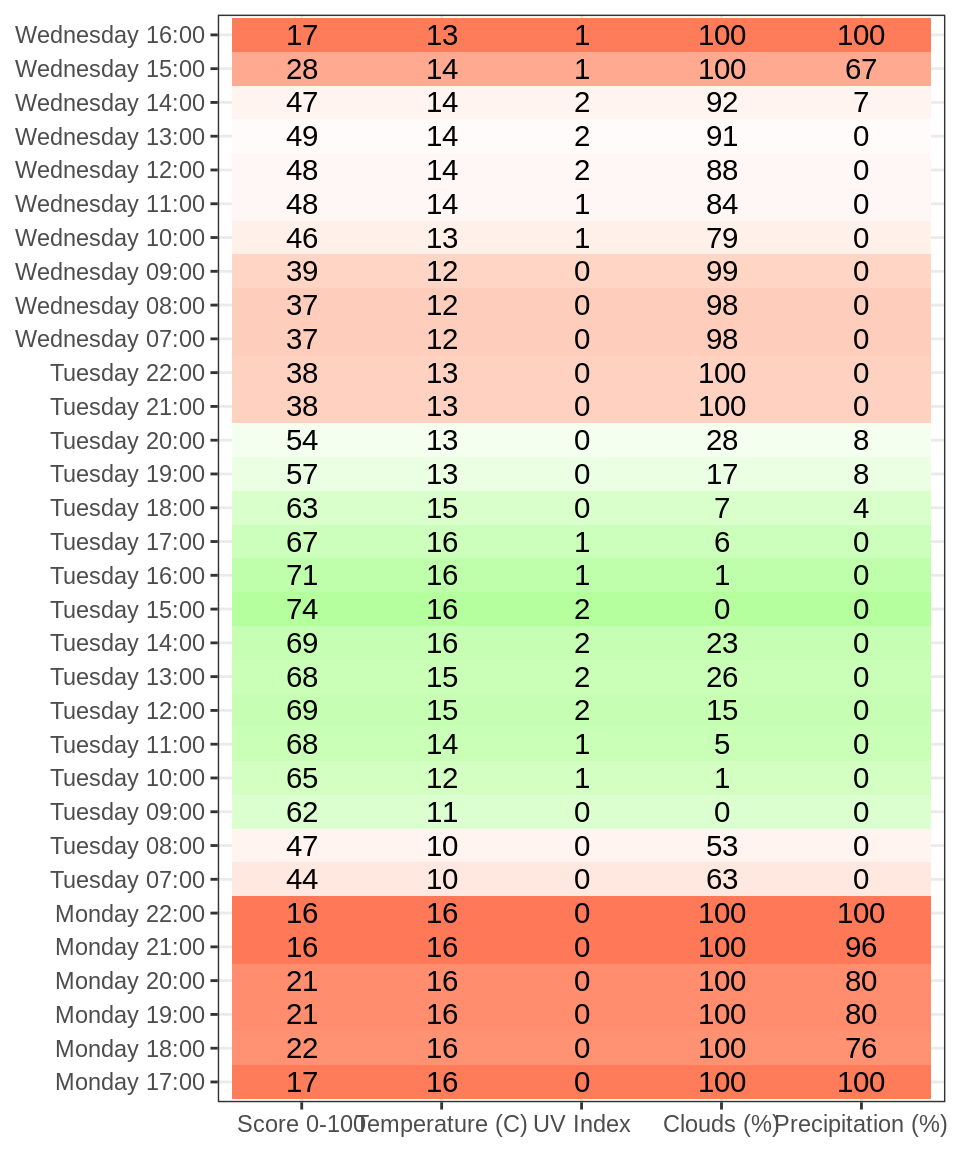 Wednesday 16:00 17 13 1 100 100
Wednesday 15:00 28 14 1 100 67
Wednesday 14:00 47 14 2 92 7
Wednesday 13:00 49 14 2 91 0
Wednesday 12:00 48 14 2 88 0
Wednesday 11:00 48 14 1 84 0
Wednesday 10:00 46 13 1 79 0
Wednesday 09:00 39 12 0 99 0
Wednesday 08:00 37 12 0 98 0
Wednesday 07:00 37 12 0 98 0
Tuesday 22:00 38 13 0 100 0
Tuesday 21:00 38 13 0 100 0
Tuesday 20:00 54 13 0 28 8
Tuesday 19:00 57 13 0 17 8
Tuesday 18:00 63 15 0 7 4
Tuesday 17:00 67 16 1 6 0
Tuesday 16:00 71 16 1 1 0
Tuesday 15:00 74 16 2 0 0
Tuesday 14:00 69 16 2 23 0
Tuesday 13:00 68 15 2 26 0
Tuesday 12:00 69 15 2 15 0
Tuesday 11:00 68 14 1 5 0
Tuesday 10:00 65 12 1 1 0
Tuesday 09:00 62 11 0 0 0
Tuesday 08:00 47 10 0 53 0
Tuesday 07:00 44 10 0 63 0
Monday 22:00 16 16 0 100 100
Monday 21:00 16 16 0 100 96
Monday 20:00 21 16 0 100 80
Monday 19:00 21 16 0 100 80
Monday 18:00 22 16 0 100 76
Monday 17:00 17 16 0 100 100
Score 0-100 Temperature (C) UV Index Clouds (%) Precipitation (%)